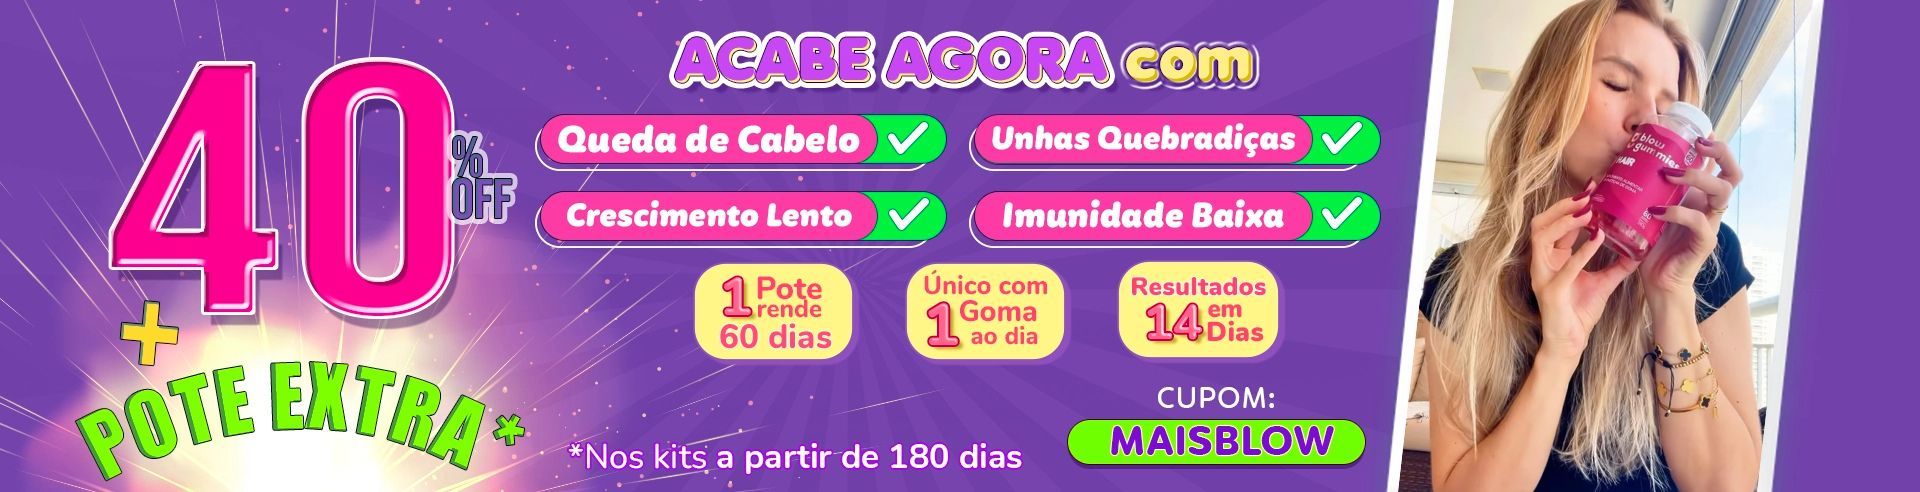 40
% OFF
+
POTE EXTRA*
ACABE AGORA com
Queda de Cabelo
Unhas Quebradiças
Crescimento Lento
Imunidade Baixa
1 Pote
rende
60 dias
Único com
1 Goma
ao dia
Resultados
14 em
Dias
*Nos kits a partir de 180 dias
CUPOM:
MAISBLOW
blow
gummies
HAIR
60